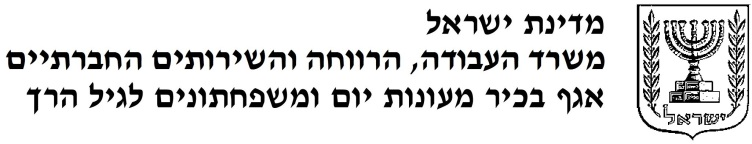 מדינת ישראל
משרד העבודה, הרווחה והשירותים החברתיים
אגף בכיר מעונות יום ומשפחתונים לגיל הרך
ישראל